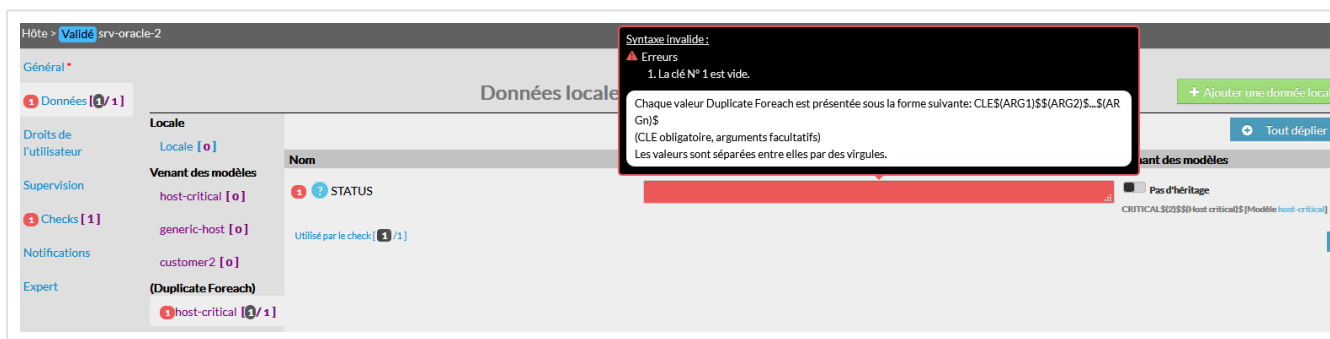 Hôte > Validé srv-oracle-2
Syntaxe invalide :
Erreurs
1. La clé N° 1 est vide.
Chaque valeur Duplicate Foreach est présentée sous la forme suivante: CLE$(ARG1)$$(ARG2)$...$(AR
Gn)$
(CLE obligatoire, arguments facultatifs)
Les valeurs sont séparées entre elles par des virgules.
Général *
1 Données [1/ 1]
Droits de
l'utilisateur
Supervision
1 Checks [ 1 ]
Notifications
Expert
Données locale
+ Ajouter une donnée local
Tout déplier
Locale
Locale [ 0 ]
Venant des modèles
host-critical [ 0 ]
generic-host [ 0 ]
customer2 [ 0 ]
(Duplicate Foreach)
1 host-critical [1/ 1]
Nom
nant des modèles
1 ? STATUS
Pas d'héritage
CRITICAL$(2)$$(Host critical)$ [Modèle host-critical]
Utilisé par le check [ 1 /1 ]